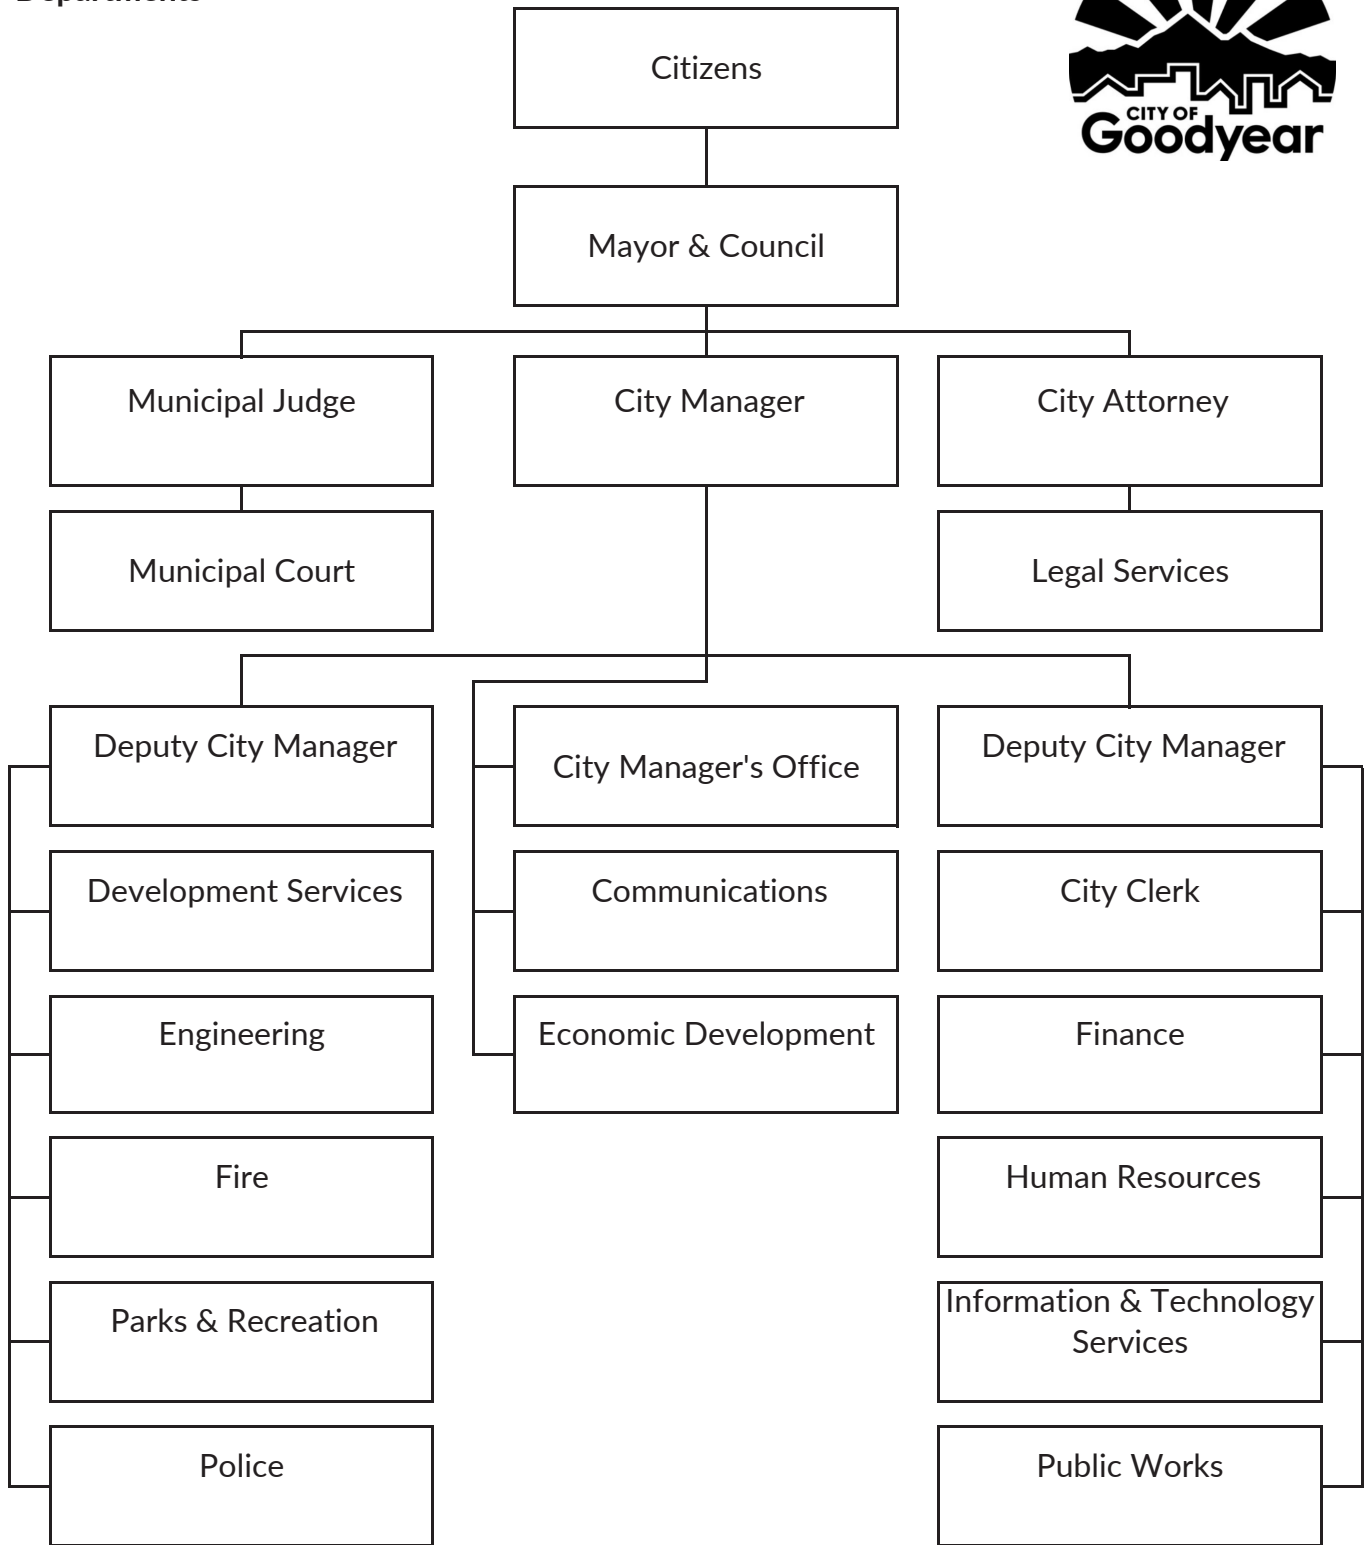 Citizens
CITY OF
Goodyear
Mayor & Council
Municipal Judge
City Manager
City Attorney
Municipal Court
Legal Services
Deputy City Manager
City Manager's Office
Deputy City Manager
Development Services
Communications
City Clerk
Engineering
Economic Development
Finance
Fire
Human Resources
Parks & Recreation
Information & Technology
Services
Police
Public Works